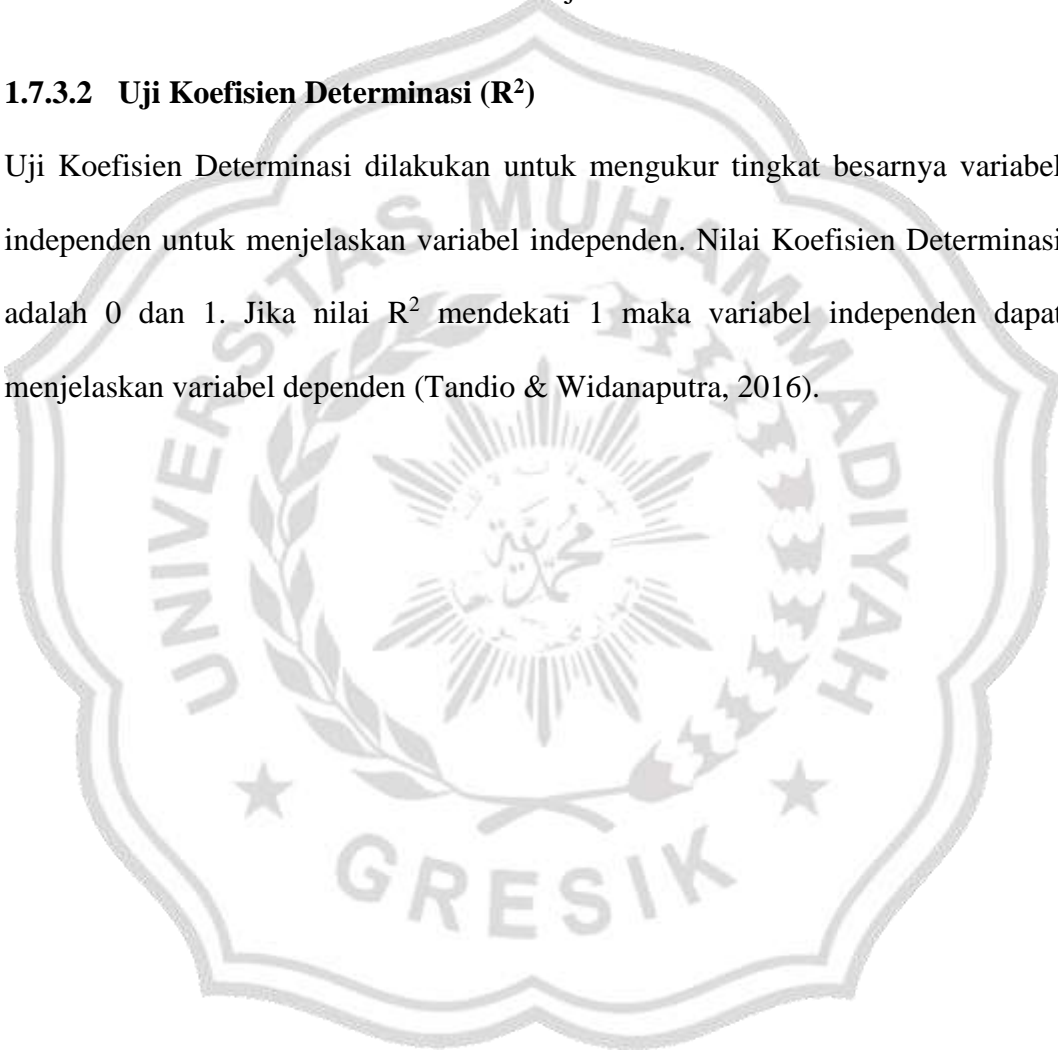 1.7.3.2 Uji Koefisien Determinasi (R²)
Uji Koefisien Determinasi dilakukan untuk mengukur tingkat besarnya variabel
independen untuk menjelaskan variabel independen. Nilai Koefisien Determinasi
adalah 0 dan 1. Jika nilai R² mendekati 1 maka variabel independen dapat
menjelaskan variabel dependen (Tandio & Widanaputra, 2016).
UNIVERSITAS MUHAMMADIYAH
GRESIK